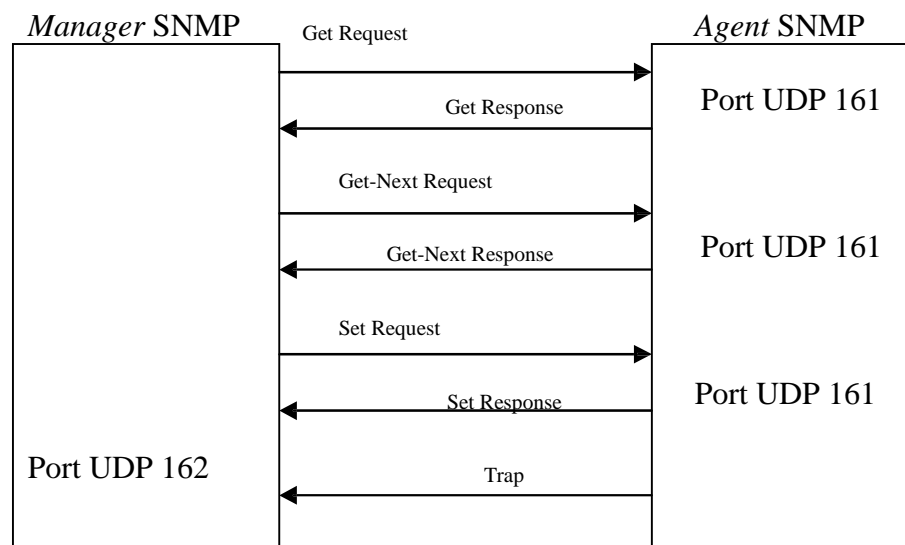 Manager SNMP
Get Request
Agent SNMP
Port UDP 161
Get Response
Get-Next Request
Port UDP 161
Get-Next Response
Set Request
Port UDP 161
Set Response
Port UDP 162
Trap